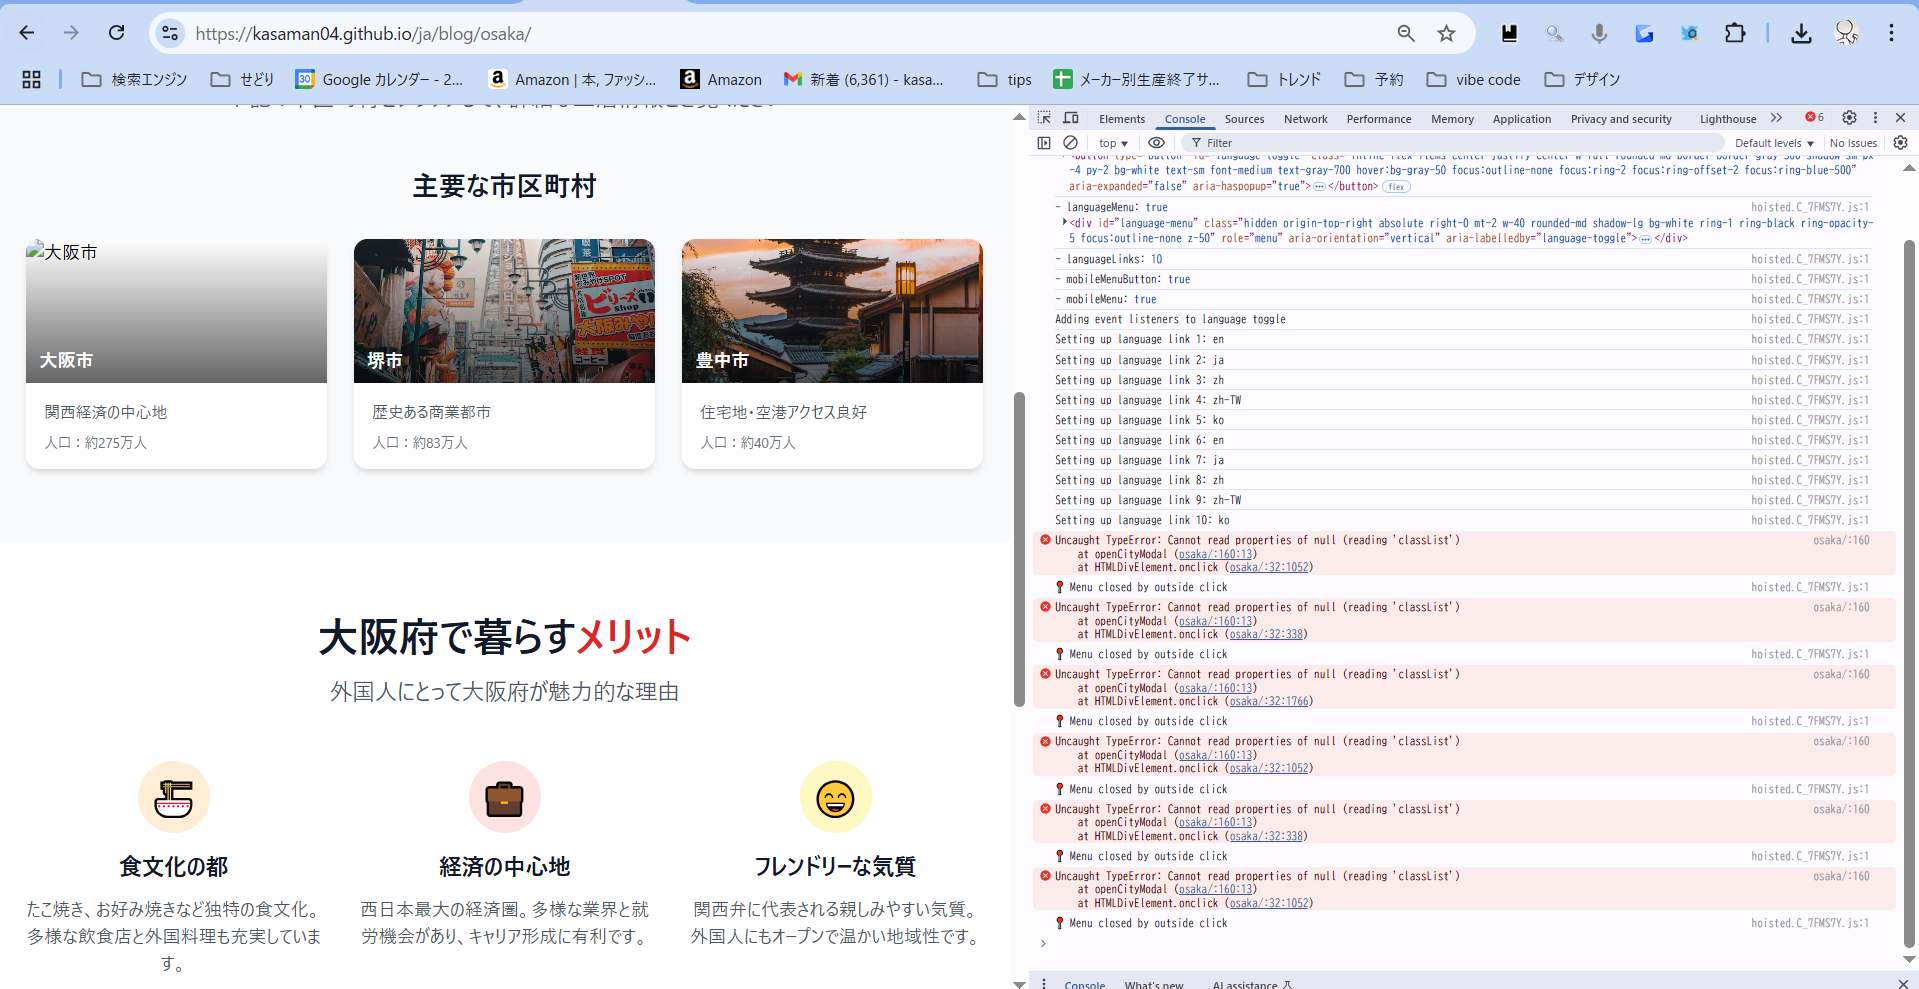 https://kasaman04.github.io/ja/blog/osaka/
検索エンジン せどり Google カレンダー - 2... Amazon | 本, ファッシ... Amazon 新着 (6,361) - kasa... tips メーカー別生産終了サ... トレンド 予約 vibe code デザイン
主要な市区町村
大阪市
大阪市
関西経済の中心地
人口：約275万人
堺市
歴史ある商業都市
人口：約83万人
豊中市
住宅地・空港アクセス良好
人口：約40万人
大阪府で暮らすメリット
外国人にとって大阪府が魅力的な理由
食文化の都
たこ焼き、お好み焼きなど独特の食文化。
多様な飲食店と外国料理も充実していま
す。
経済の中心地
西日本最大の経済圏。多様な業界と就
労機会があり、キャリア形成に有利です。
フレンドリーな気質
関西弁に代表される親しみやすい気質。
外国人にもオープンで温かい地域性です。
Elements Console Sources Network Performance Memory Application Privacy and security Lighthouse 6
top Filter Default levels No Issues
-4 py-2 bg-white text-sm font-medium text-gray-700 hover:bg-gray-50 focus:outline-none focus:ring-2 focus:ring-offset-2 focus:ring-blue-500"
aria-expanded="false" aria-haspopup="true">…</button> flex
- languageMenu: true hoisted.C_7FMS7Y.js:1
<div id="language-menu" class="hidden origin-top-right absolute right-0 mt-2 w-40 rounded-md shadow-lg bg-white ring-1 ring-black ring-opacity-
5 focus:outline-none z-50" role="menu" aria-orientation="vertical" aria-labelledby="language-toggle">…</div>
- languageLinks: 10 hoisted.C_7FMS7Y.js:1
- mobileMenuButton: true hoisted.C_7FMS7Y.js:1
- mobileMenu: true hoisted.C_7FMS7Y.js:1
Adding event listeners to language toggle hoisted.C_7FMS7Y.js:1
Setting up language link 1: en hoisted.C_7FMS7Y.js:1
Setting up language link 2: ja hoisted.C_7FMS7Y.js:1
Setting up language link 3: zh hoisted.C_7FMS7Y.js:1
Setting up language link 4: zh-TW hoisted.C_7FMS7Y.js:1
Setting up language link 5: ko hoisted.C_7FMS7Y.js:1
Setting up language link 6: en hoisted.C_7FMS7Y.js:1
Setting up language link 7: ja hoisted.C_7FMS7Y.js:1
Setting up language link 8: zh hoisted.C_7FMS7Y.js:1
Setting up language link 9: zh-TW hoisted.C_7FMS7Y.js:1
Setting up language link 10: ko hoisted.C_7FMS7Y.js:1
Uncaught TypeError: Cannot read properties of null (reading 'classList') osaka/:160
at openCityModal (osaka/:160:13)
at HTMLDivElement.onclick (osaka/:32:1052)
Menu closed by outside click hoisted.C_7FMS7Y.js:1
Uncaught TypeError: Cannot read properties of null (reading 'classList') osaka/:160
at openCityModal (osaka/:160:13)
at HTMLDivElement.onclick (osaka/:32:338)
Menu closed by outside click hoisted.C_7FMS7Y.js:1
Uncaught TypeError: Cannot read properties of null (reading 'classList') osaka/:160
at openCityModal (osaka/:160:13)
at HTMLDivElement.onclick (osaka/:32:1766)
Menu closed by outside click hoisted.C_7FMS7Y.js:1
Uncaught TypeError: Cannot read properties of null (reading 'classList') osaka/:160
at openCityModal (osaka/:160:13)
at HTMLDivElement.onclick (osaka/:32:1052)
Menu closed by outside click hoisted.C_7FMS7Y.js:1
Uncaught TypeError: Cannot read properties of null (reading 'classList') osaka/:160
at openCityModal (osaka/:160:13)
at HTMLDivElement.onclick (osaka/:32:338)
Menu closed by outside click hoisted.C_7FMS7Y.js:1
Uncaught TypeError: Cannot read properties of null (reading 'classList') osaka/:160
at openCityModal (osaka/:160:13)
at HTMLDivElement.onclick (osaka/:32:1052)
Menu closed by outside click hoisted.C_7FMS7Y.js:1
Console What's new AI assistance